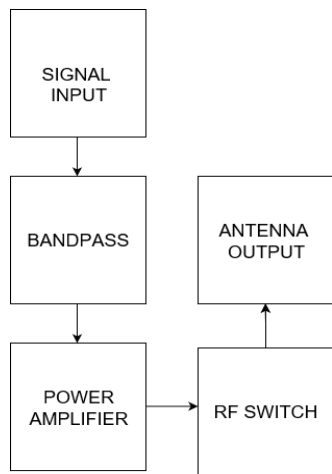 SIGNAL
INPUT
BANDPASS
POWER
AMPLIFIER
RF SWITCH
ANTENNA
OUTPUT